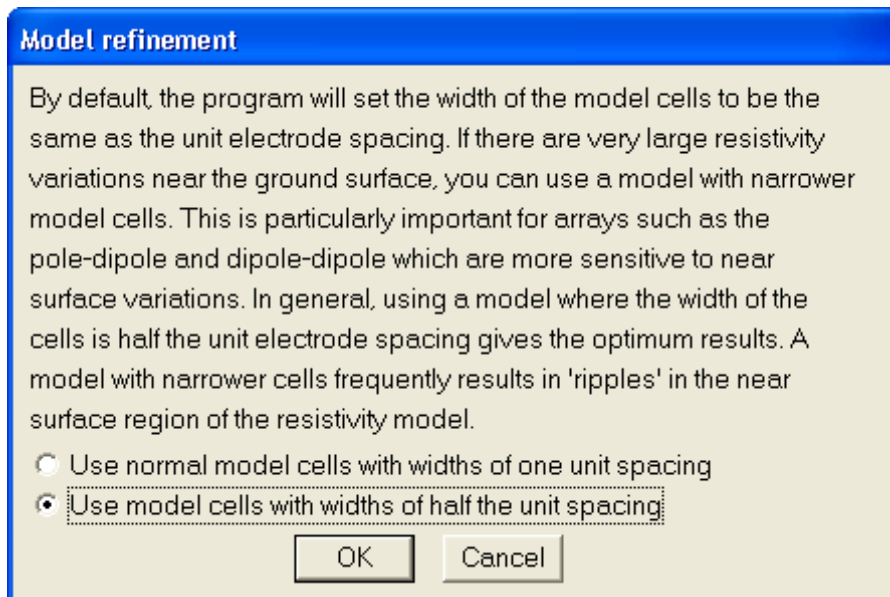 Model refinement
By default, the program will set the width of the model cells to be the
same as the unit electrode spacing. If there are very large resistivity
variations near the ground surface, you can use a model with narrower
model cells. This is particularly important for arrays such as the
pole-dipole and dipole-dipole which are more sensitive to near
surface variations. In general, using a model where the width of the
cells is half the unit electrode spacing gives the optimum results. A
model with narrower cells frequently results in 'ripples' in the near
surface region of the resistivity model.
Use normal model cells with widths of one unit spacing
Use model cells with widths of half the unit spacing
OK Cancel